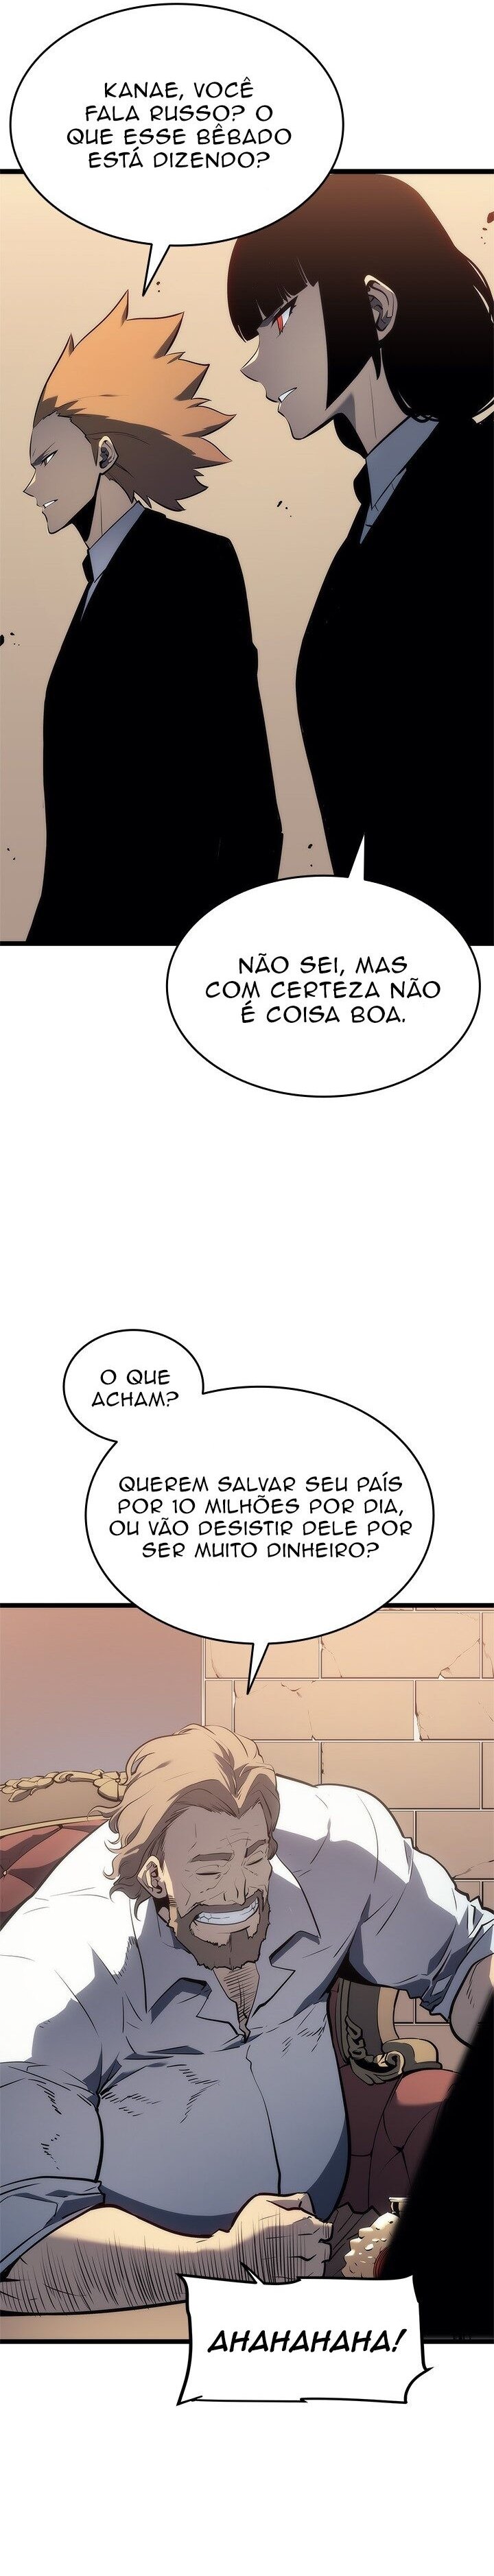 KANAE, VOCÊ
FALA RUSSO? O
QUE ESSE BÊBADO
ESTÁ DIZENDO?
NÃO SEI, MAS
COM CERTEZA NÃO
É COISA BOA.
O QUE
ACHAM?
QUEREM SALVAR SEU PAÍS
POR 10 MILHÕES POR DIA,
OU VÃO DESISTIR DELE POR
SER MUITO DINHEIRO?
AHAHAHAHA!